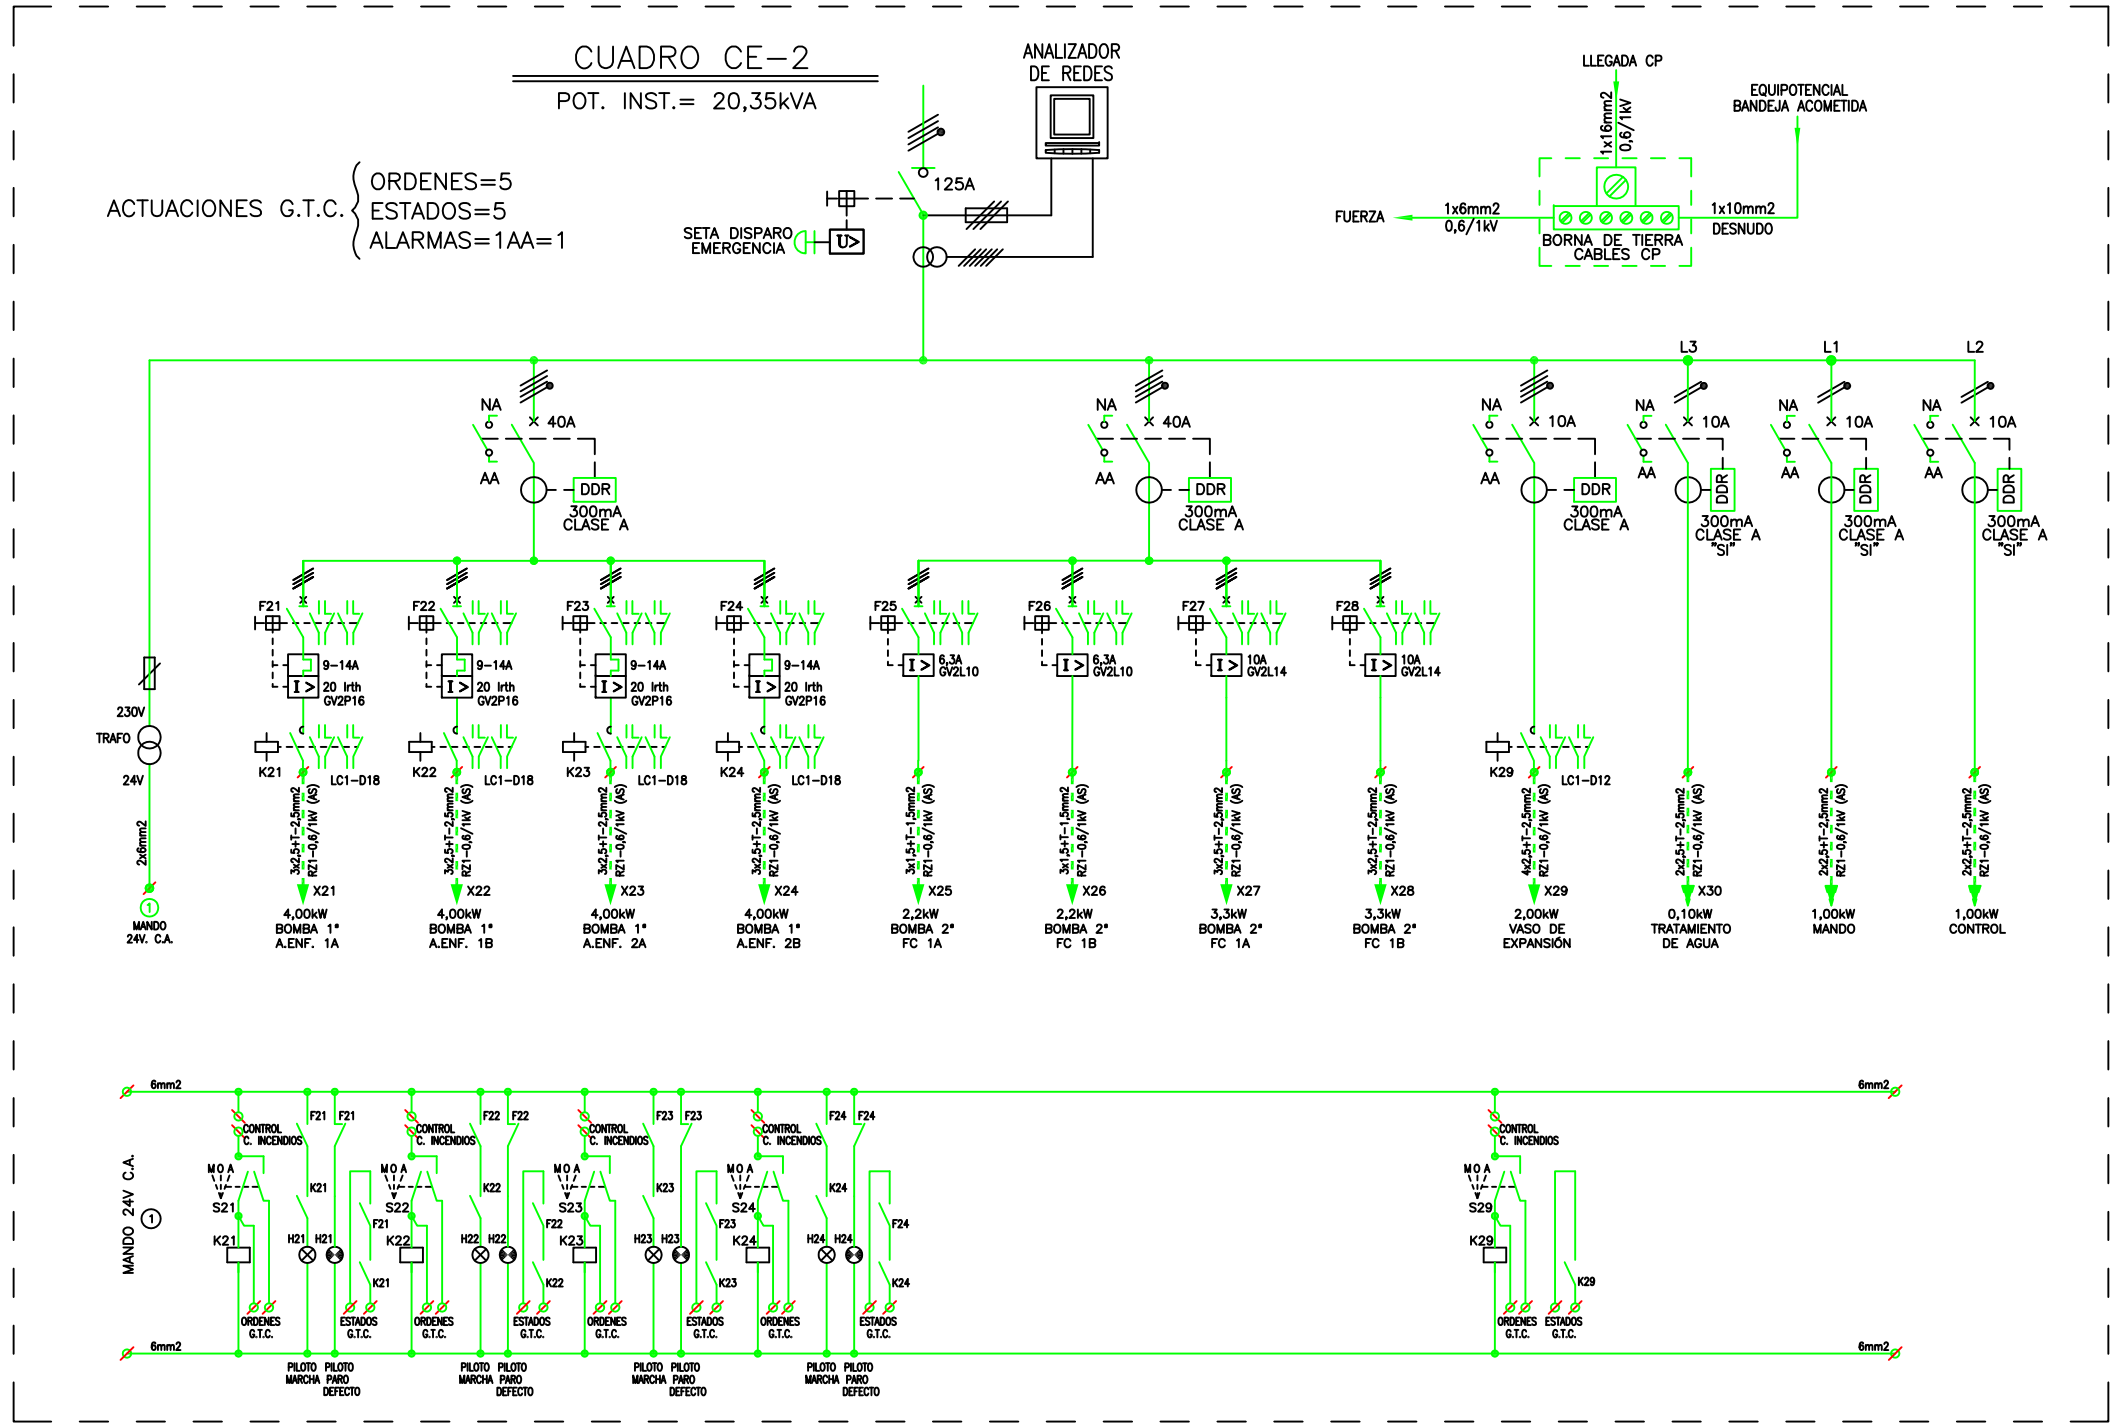 CUADRO CE-2
POT. INST.= 20,35kVA
ANALIZADOR
DE REDES
125A
SETA DISPARO
EMERGENCIA
U>
ACTUACIONES G.T.C.
ORDENES=5
ESTADOS=5
ALARMAS=1AA=1
LLEGADA CP
1x16mm2
0,6/1kV
EQUIPOTENCIAL
BANDEJA ACOMETIDA
FUERZA
1x6mm2
0,6/1kV
1x10mm2
DESNUDO
BORNA DE TIERRA
CABLES CP
L3
L1
L2
NA
40A
AA
DDR
300mA
CLASE A
NA
40A
AA
DDR
300mA
CLASE A
NA
10A
AA
DDR
300mA
CLASE A
NA
10A
AA
DDR
300mA
CLASE A
"SI"
NA
10A
AA
DDR
300mA
CLASE A
"SI"
NA
10A
AA
DDR
300mA
CLASE A
"SI"
230V
TRAFO
24V
2x6mm2
1
MANDO
24V. C.A.
F21
9-14A
I >
20 Irth
GV2P16
K21
LC1-D18
3x2,5+T-2,5mm2
RZ1-0,6/1kV (AS)
X21
4,00kW
BOMBA 1ª
A.ENF. 1A
F22
9-14A
I >
20 Irth
GV2P16
K22
LC1-D18
3x2,5+T-2,5mm2
RZ1-0,6/1kV (AS)
X22
4,00kW
BOMBA 1ª
A.ENF. 1B
F23
9-14A
I >
20 Irth
GV2P16
K23
LC1-D18
3x2,5+T-2,5mm2
RZ1-0,6/1kV (AS)
X23
4,00kW
BOMBA 1ª
A.ENF. 2A
F24
9-14A
I >
20 Irth
GV2P16
K24
LC1-D18
3x2,5+T-2,5mm2
RZ1-0,6/1kV (AS)
X24
4,00kW
BOMBA 1ª
A.ENF. 2B
F25
I >
6,3A
GV2L10
3x1,5+T-1,5mm2
RZ1-0,6/1kV (AS)
X25
2,2kW
BOMBA 2ª
FC 1A
F26
I >
6,3A
GV2L10
3x1,5+T-1,5mm2
RZ1-0,6/1kV (AS)
X26
2,2kW
BOMBA 2ª
FC 1B
F27
I >
10A
GV2L14
3x2,5+T-2,5mm2
RZ1-0,6/1kV (AS)
X27
3,3kW
BOMBA 2ª
FC 1A
F28
I >
10A
GV2L14
3x2,5+T-2,5mm2
RZ1-0,6/1kV (AS)
X28
3,3kW
BOMBA 2ª
FC 1B
K29
LC1-D12
4x2,5+T-2,5mm2
RZ1-0,6/1kV (AS)
X29
2,00kW
VASO DE
EXPANSIÓN
2x2,5+T-2,5mm2
RZ1-0,6/1kV (AS)
X30
0,10kW
TRATAMIENTO
DE AGUA
2x2,5+T-2,5mm2
RZ1-0,6/1kV (AS)
1,00kW
MANDO
2x2,5+T-2,5mm2
RZ1-0,6/1kV (AS)
1,00kW
CONTROL
6mm2
6mm2
MANDO 24V C.A.
1
CONTROL
C. INCENDIOS
M O A
S21
K21
F21
K21
H21
F21
H21
F21
K21
ORDENES
G.T.C.
ESTADOS
G.T.C.
PILOTO
MARCHA
PILOTO
PARO
DEFECTO
CONTROL
C. INCENDIOS
M O A
S22
K22
F22
K22
H22
F22
H22
F22
K22
ORDENES
G.T.C.
ESTADOS
G.T.C.
PILOTO
MARCHA
PILOTO
PARO
DEFECTO
CONTROL
C. INCENDIOS
M O A
S23
K23
F23
K23
H23
F23
H23
F23
K23
ORDENES
G.T.C.
ESTADOS
G.T.C.
PILOTO
MARCHA
PILOTO
PARO
DEFECTO
CONTROL
C. INCENDIOS
M O A
S24
K24
F24
K24
H24
F24
H24
F24
K24
ORDENES
G.T.C.
ESTADOS
G.T.C.
PILOTO
MARCHA
PILOTO
PARO
DEFECTO
CONTROL
C. INCENDIOS
M O A
S29
K29
K29
ORDENES
G.T.C.
ESTADOS
G.T.C.
6mm2
6mm2